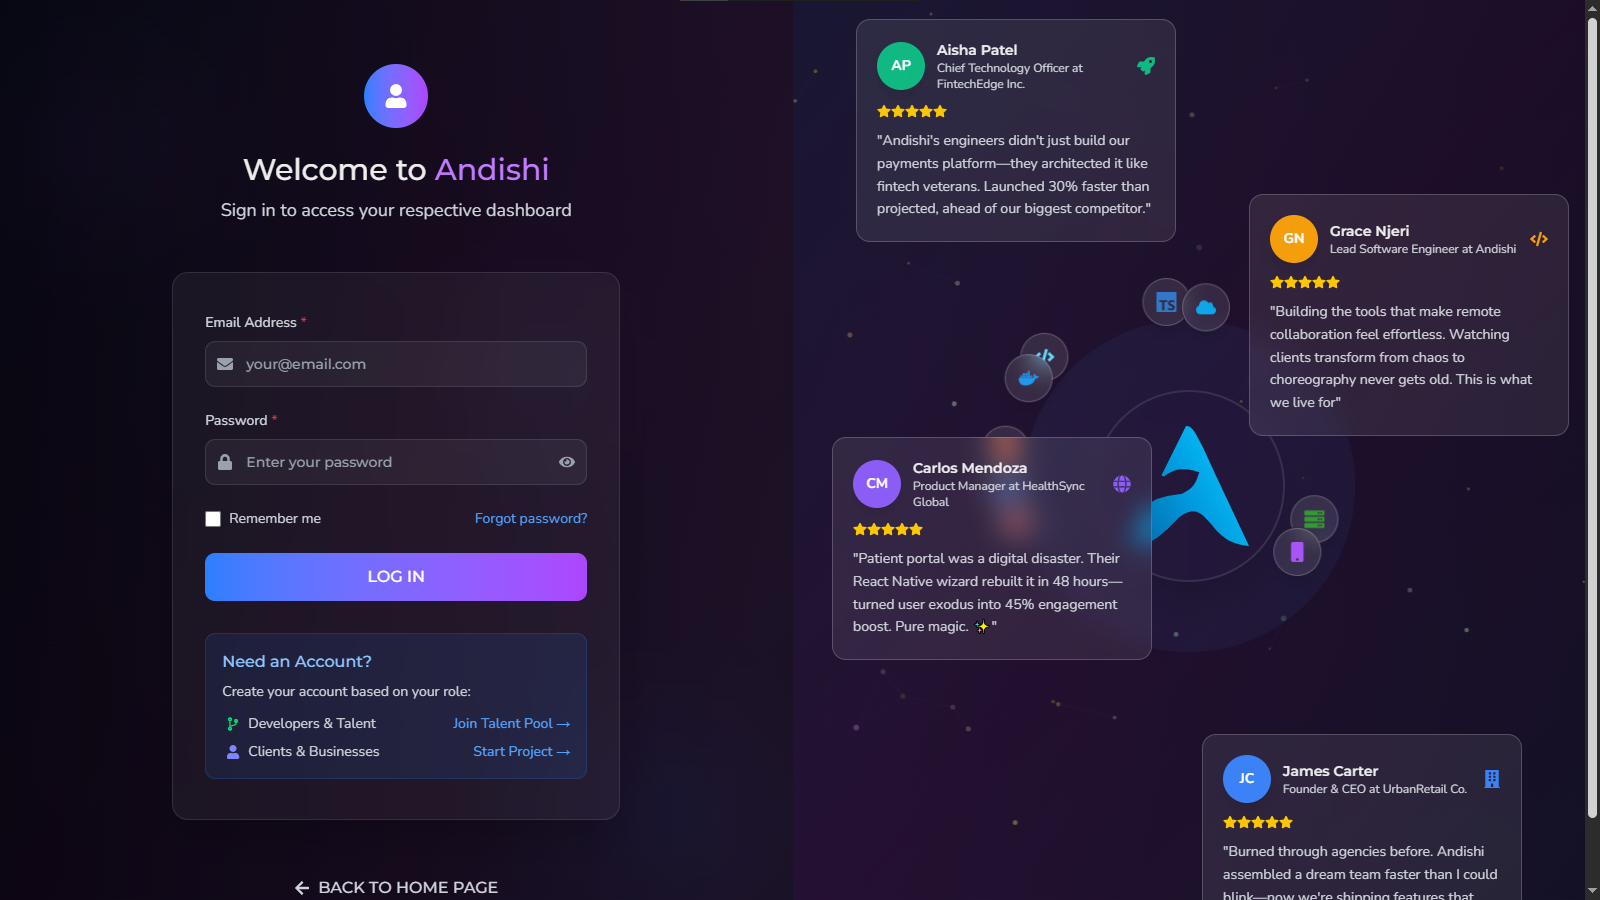 Welcome to Andishi
Sign in to access your respective dashboard
Email Address *
your@email.com
Password *
Enter your password
Remember me
Forgot password?
LOG IN
Need an Account?
Create your account based on your role:
Developers & Talent
Join Talent Pool →
Clients & Businesses
Start Project →
BACK TO HOME PAGE
AP
Aisha Patel
Chief Technology Officer at
FintechEdge Inc.
"Andishi's engineers didn't just build our
payments platform—they architected it like
fintech veterans. Launched 30% faster than
projected, ahead of our biggest competitor."
GN
Grace Njeri
Lead Software Engineer at Andishi
"Building the tools that make remote
collaboration feel effortless. Watching
clients transform from chaos to
choreography never gets old. This is what
we live for"
TS
CM
Carlos Mendoza
Product Manager at HealthSync
Global
"Patient portal was a digital disaster. Their
React Native wizard rebuilt it in 48 hours—
turned user exodus into 45% engagement
boost. Pure magic. ✨"
JC
James Carter
Founder & CEO at UrbanRetail Co.
"Burned through agencies before. Andishi
assembled a dream team faster than I could
blink—now we're shipping features that